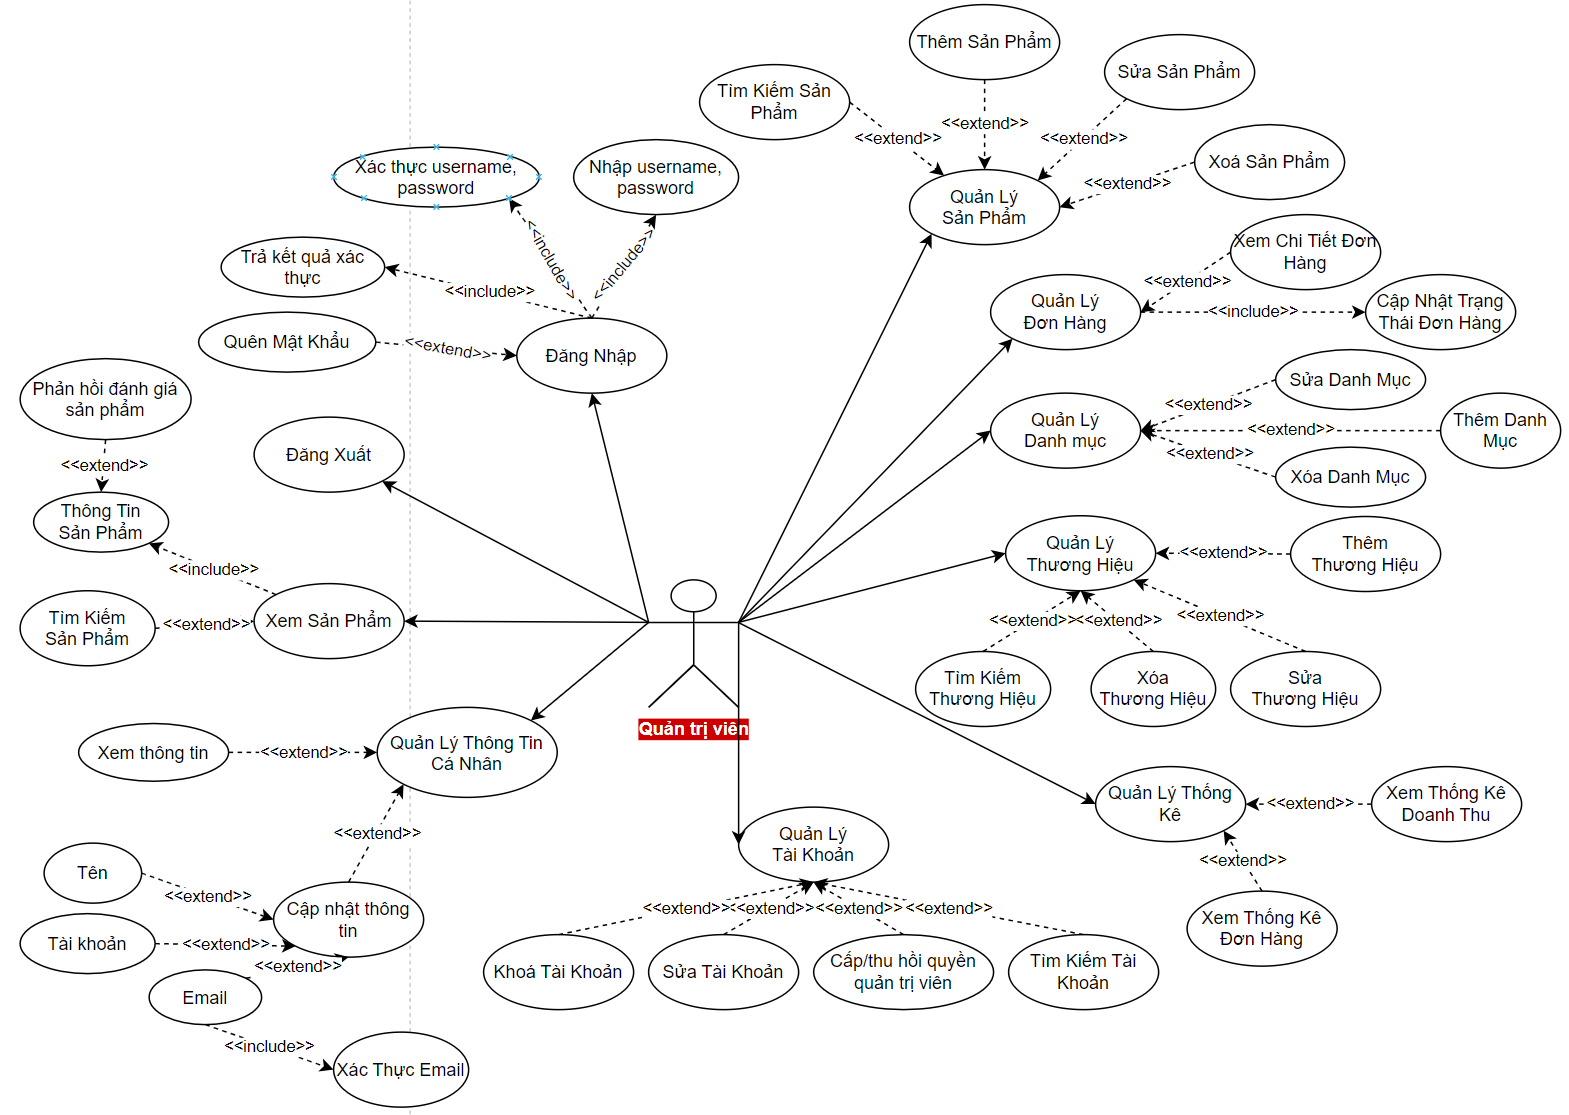 Thêm Sản Phẩm
Sửa Sản Phẩm
Tìm Kiếm Sản
Phẩm
<<extend>>
<<extend>>
<<extend>>
Xoá Sản Phẩm
<<extend>>
Quản Lý
Sản Phẩm
Xác thực username,
password
Nhập username,
password
<<include>>
<<include>>
Trả kết quả xác
thực
<<include>>
Quên Mật Khẩu
<<extend>>
Đăng Nhập
Xem Chi Tiết Đơn
Hàng
<<extend>>
Quản Lý
Đơn Hàng
<<include>>
Cập Nhật Trạng
Thái Đơn Hàng
Phản hồi đánh giá
sản phẩm
<<extend>>
Đăng Xuất
Sửa Danh Mục
<<extend>>
Quản Lý
Danh mục
<<extend>>
Thêm Danh
Mục
<<extend>>
Xóa Danh Mục
Thông Tin
Sản Phẩm
<<include>>
Quản Lý
Thương Hiệu
<<extend>>
Thêm
Thương Hiệu
Tìm Kiếm
Sản Phẩm
<<extend>>
Xem Sản Phẩm
<<extend>>
<<extend>>
<<extend>>
Tìm Kiếm
Thương Hiệu
Xóa
Thương Hiệu
Sửa
Thương Hiệu
Quản trị viên
Xem thông tin
<<extend>>
Quản Lý Thông Tin
Cá Nhân
<<extend>>
Quản Lý Thống
Kê
<<extend>>
Xem Thống Kê
Doanh Thu
<<extend>>
Xem Thống Kê
Đơn Hàng
Quản Lý
Tài Khoản
Tên
<<extend>>
Cập nhật thông
tin
Tài khoản
<<extend>>
<<extend>>
Email
<<include>>
Xác Thực Email
<<extend>>
<<extend>>
<<extend>>
<<extend>>
Khoá Tài Khoản
Sửa Tài Khoản
Cấp/thu hồi quyền
quản trị viên
Tìm Kiếm Tài
Khoản